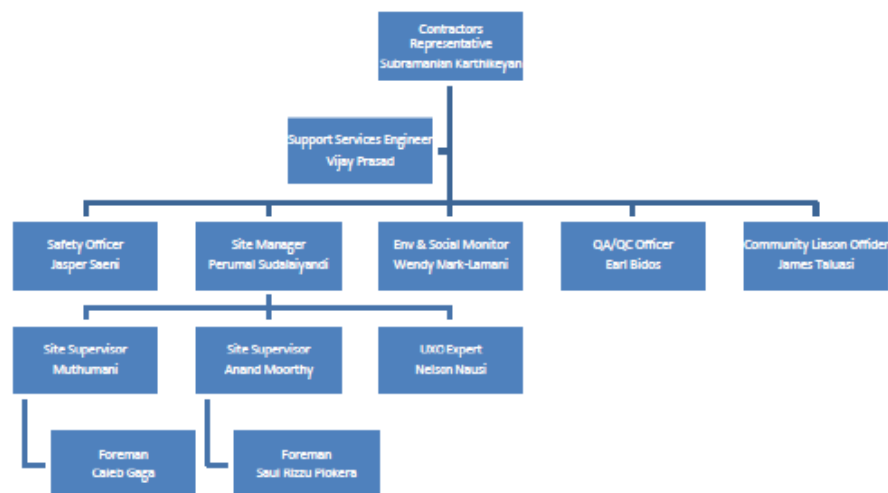 Contractors
Representative
Subramanian Karthikeyan
Support Services Engineer
Vijay Prasad
Safety Officer
Jasper Saeni
Site Manager
Perumal Sudalaiyandi
Env & Social Monitor
Wendy Mark-Lamani
QA/QC Officer
Earl Bidos
Community Liason Offider
James Taluasi
Site Supervisor
Muthumani
Site Supervisor
Anand Moorthy
UXO Expert
Nelson Nausi
Foreman
Caleb Gaga
Foreman
Saul Rizzu Piokera